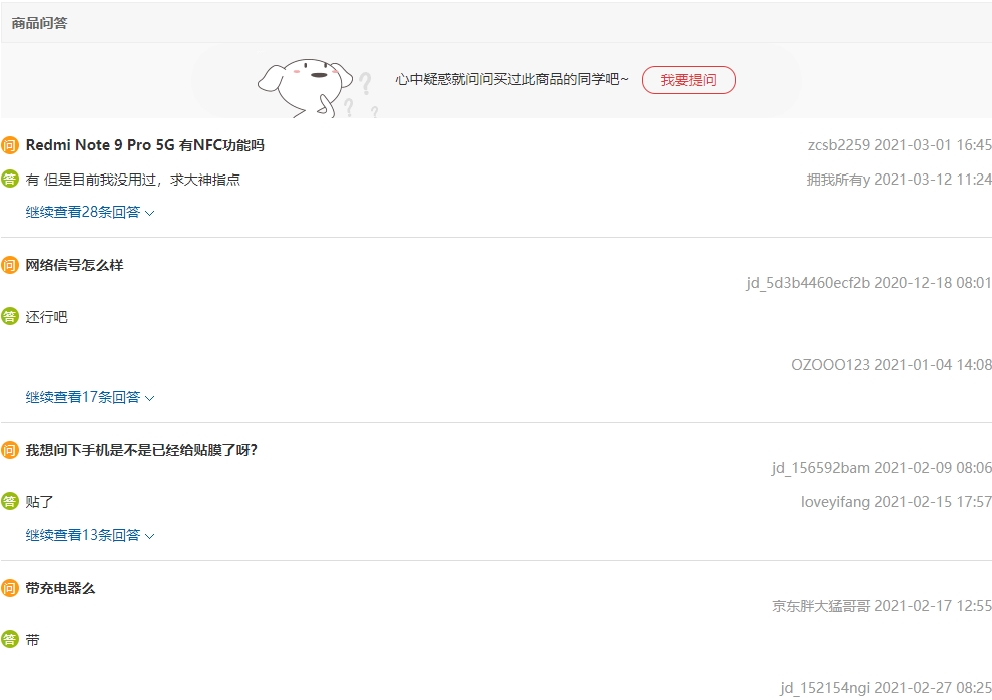 商品问答
心中疑惑就问问买过此商品的同学吧~ 我要提问
问 Redmi Note 9 Pro 5G 有NFC功能吗 zcsb2259 2021-03-01 16:45
答 有 但是目前我没用过，求大神指点 拥我所有y 2021-03-12 11:24
继续查看28条回答
问 网络信号怎么样
jd_5d3b4460ecf2b 2020-12-18 08:01
答 还行吧
OZOOO123 2021-01-04 14:08
继续查看17条回答
问 我想问下手机是不是已经给贴膜了呀?
jd_156592bam 2021-02-09 08:06
答 贴了 loveyifang 2021-02-15 17:57
继续查看13条回答
问 带充电器么
京东胖大猛哥哥 2021-02-17 12:55
答 带
jd_152154ngi 2021-02-27 08:25